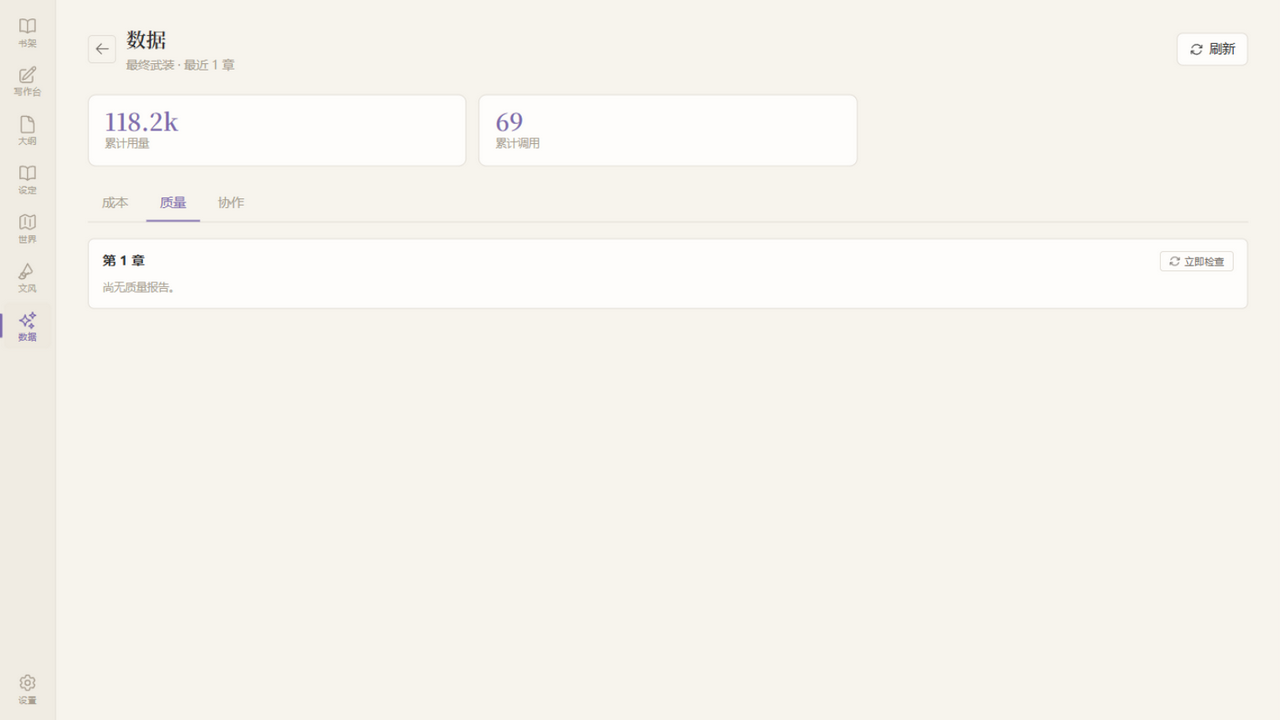 书架
写作台
大纲
设定
世界
文风
数据
设置
数据
最终武装 · 最近 1 章
刷新
118.2k
累计用量
69
累计调用
成本
质量
协作
第 1 章
立即检查
尚无质量报告。